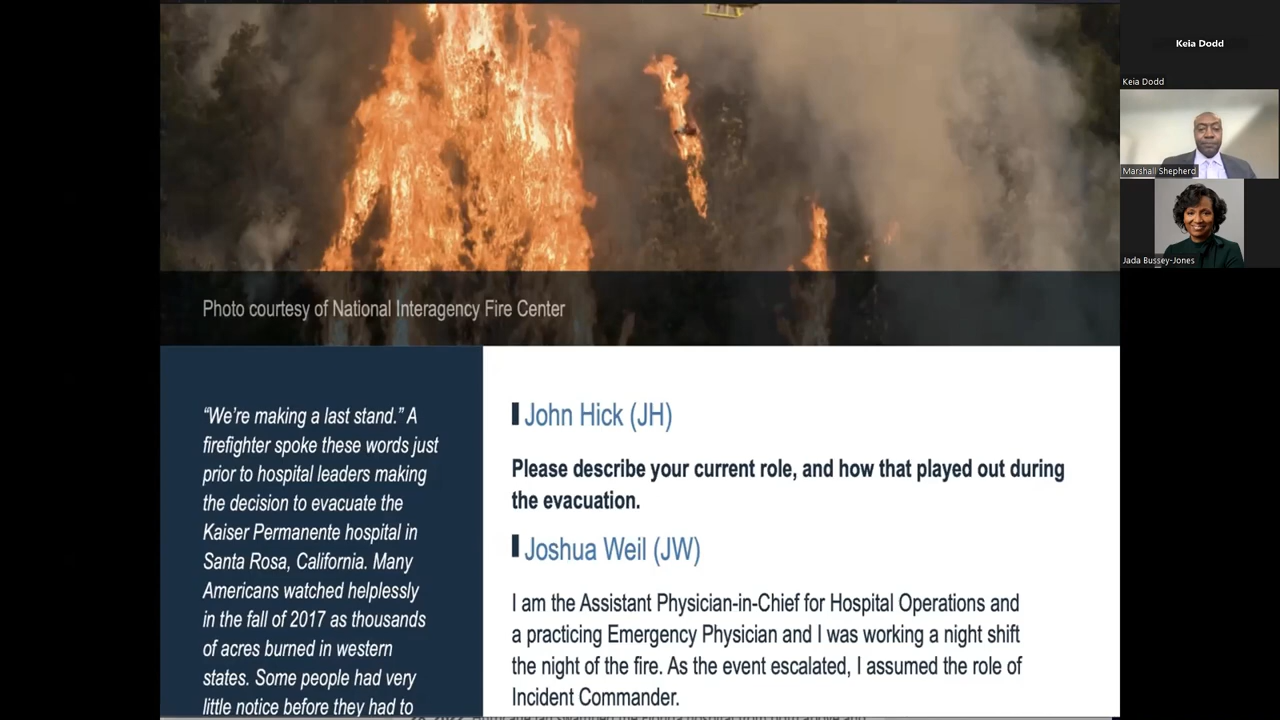 Photo courtesy of National Interagency Fire Center
“We’re making a last stand.” A
firefighter spoke these words just
prior to hospital leaders making
the decision to evacuate the
Kaiser Permanente hospital in
Santa Rosa, California. Many
Americans watched helplessly
in the fall of 2017 as thousands
of acres burned in western
states. Some people had very
little notice before they had to
John Hick (JH)
Please describe your current role, and how that played out during
the evacuation.
Joshua Weil (JW)
I am the Assistant Physician-in-Chief for Hospital Operations and
a practicing Emergency Physician and I was working a night shift
the night of the fire. As the event escalated, I assumed the role of
Incident Commander.
Keia Dodd
Keia Dodd
Marshall Shepherd
Jada Bussey-Jones